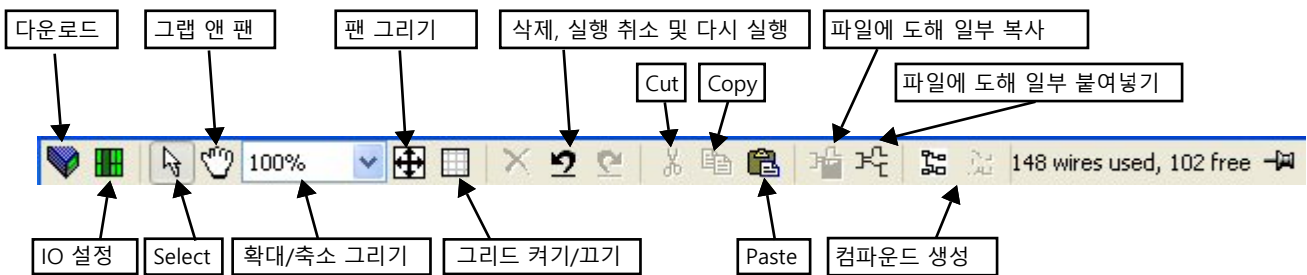 다운로드
그랩 앤 팬
팬 그리기
삭제, 실행 취소 및 다시 실행
파일에 도해 일부 복사
Cut
Copy
파일에 도해 일부 붙여넣기
100%
148 wires used, 102 free
IO 설정
Select
확대/축소 그리기
그리드 켜기/끄기
Paste
컴파운드 생성